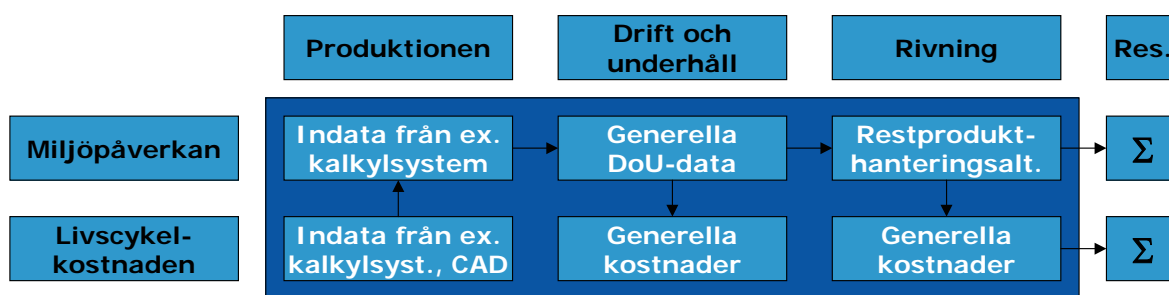 Produktionen
Drift och
underhåll
Rivning
Res.
Miljöpåverkan
Indata från ex.
kalkylsystem
Generella
DoU-data
Restprodukt-
hanteringsalt.
Σ
Livscykel-
kostnaden
Indata från ex.
kalkylsyst., CAD
Generella
kostnader
Generella
kostnader
Σ